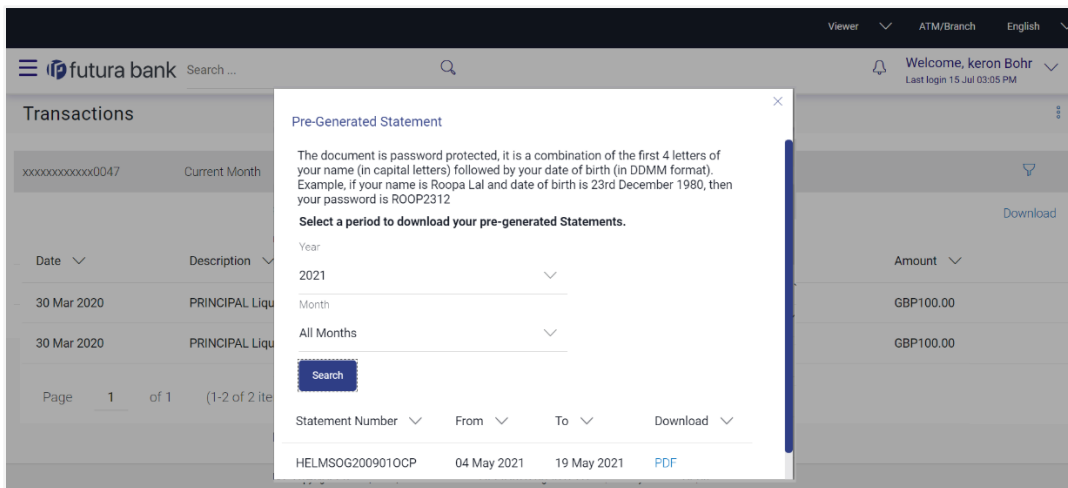 Viewer ATM/Branch English
futura bank Search ... Welcome, keron Bohr
Last login 15 Jul 03:05 PM
Transactions
Pre-Generated Statement
The document is password protected, it is a combination of the first 4 letters of
your name (in capital letters) followed by your date of birth (in DDMM format).
Example, if your name is Roopa Lal and date of birth is 23rd December 1980, then
your password is ROOP2312
xxxxxxxxxxxx0047 Current Month
Select a period to download your pre-generated Statements.
Download
Year
Date Description Amount
2021
30 Mar 2020 PRINCIPAL Liqu GBP100.00
Month
All Months
30 Mar 2020 PRINCIPAL Liqu GBP100.00
Search
Page 1 of 1 (1-2 of 2 ite
Statement Number From To Download
HELMSOG200901OCP 04 May 2021 19 May 2021 PDF